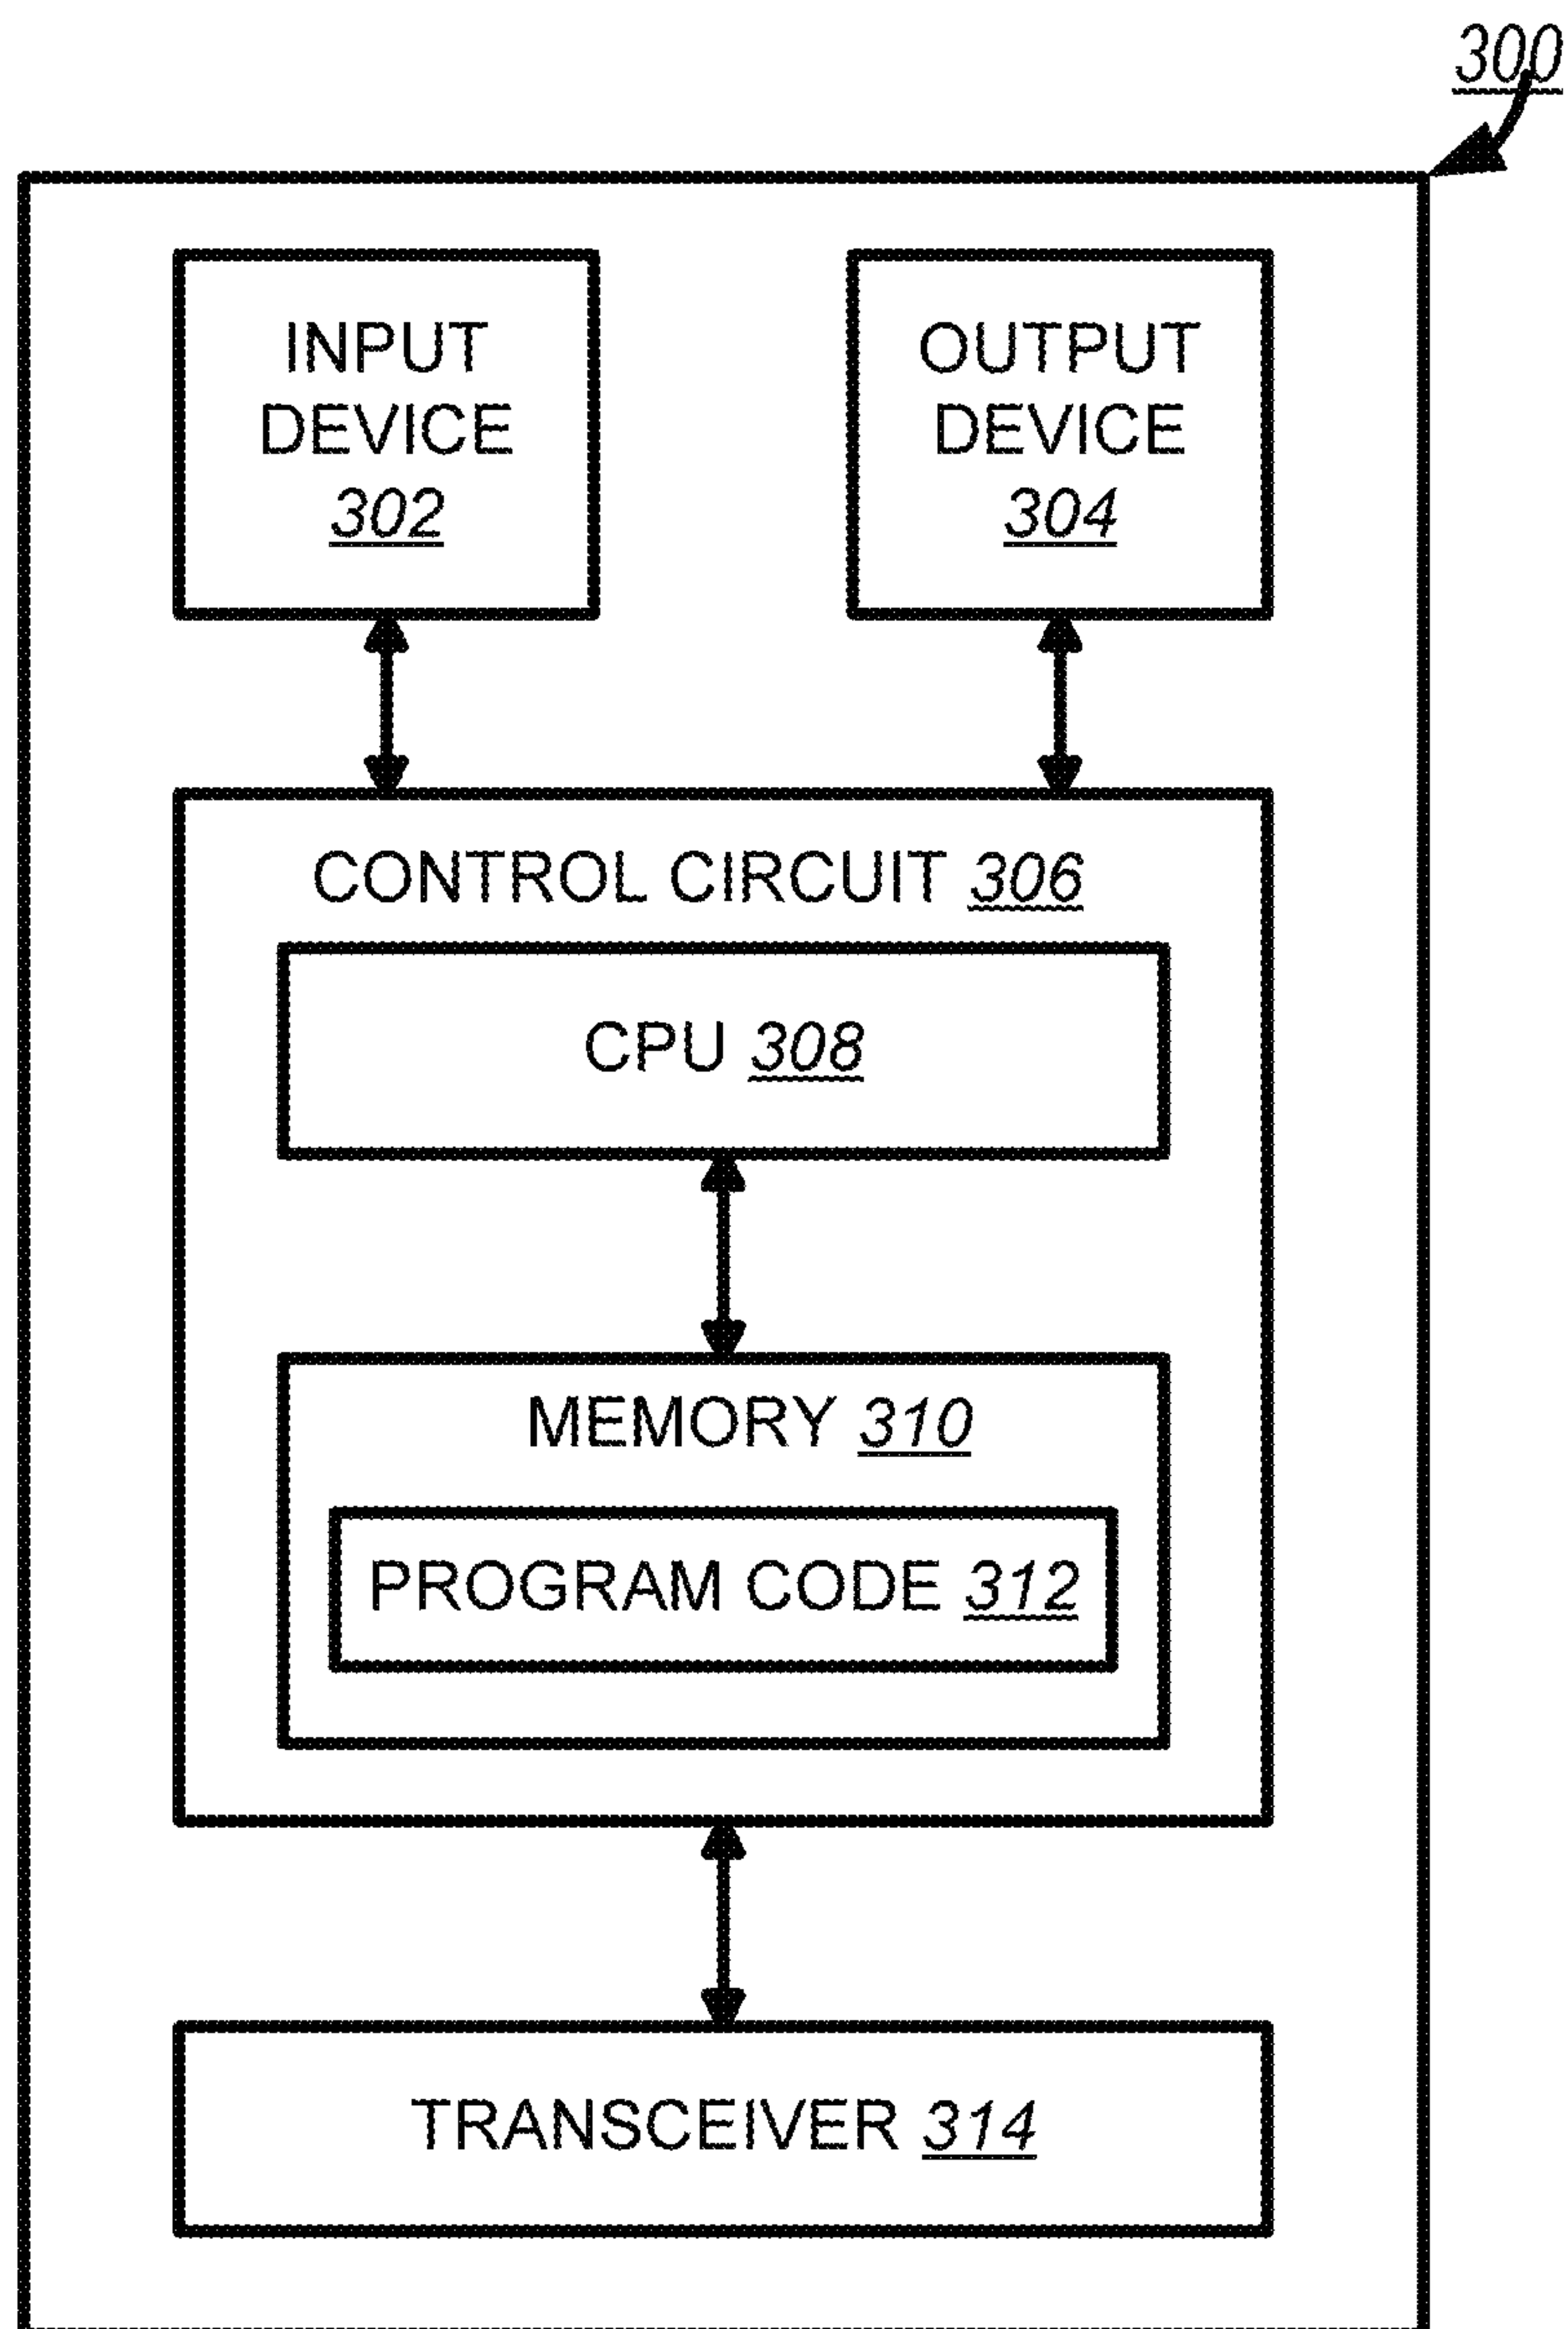 300
INPUT
DEVICE
302
OUTPUT
DEVICE
304
CONTROL CIRCUIT 306
CPU 308
MEMORY 310
PROGRAM CODE 312
TRANSCEIVER 314